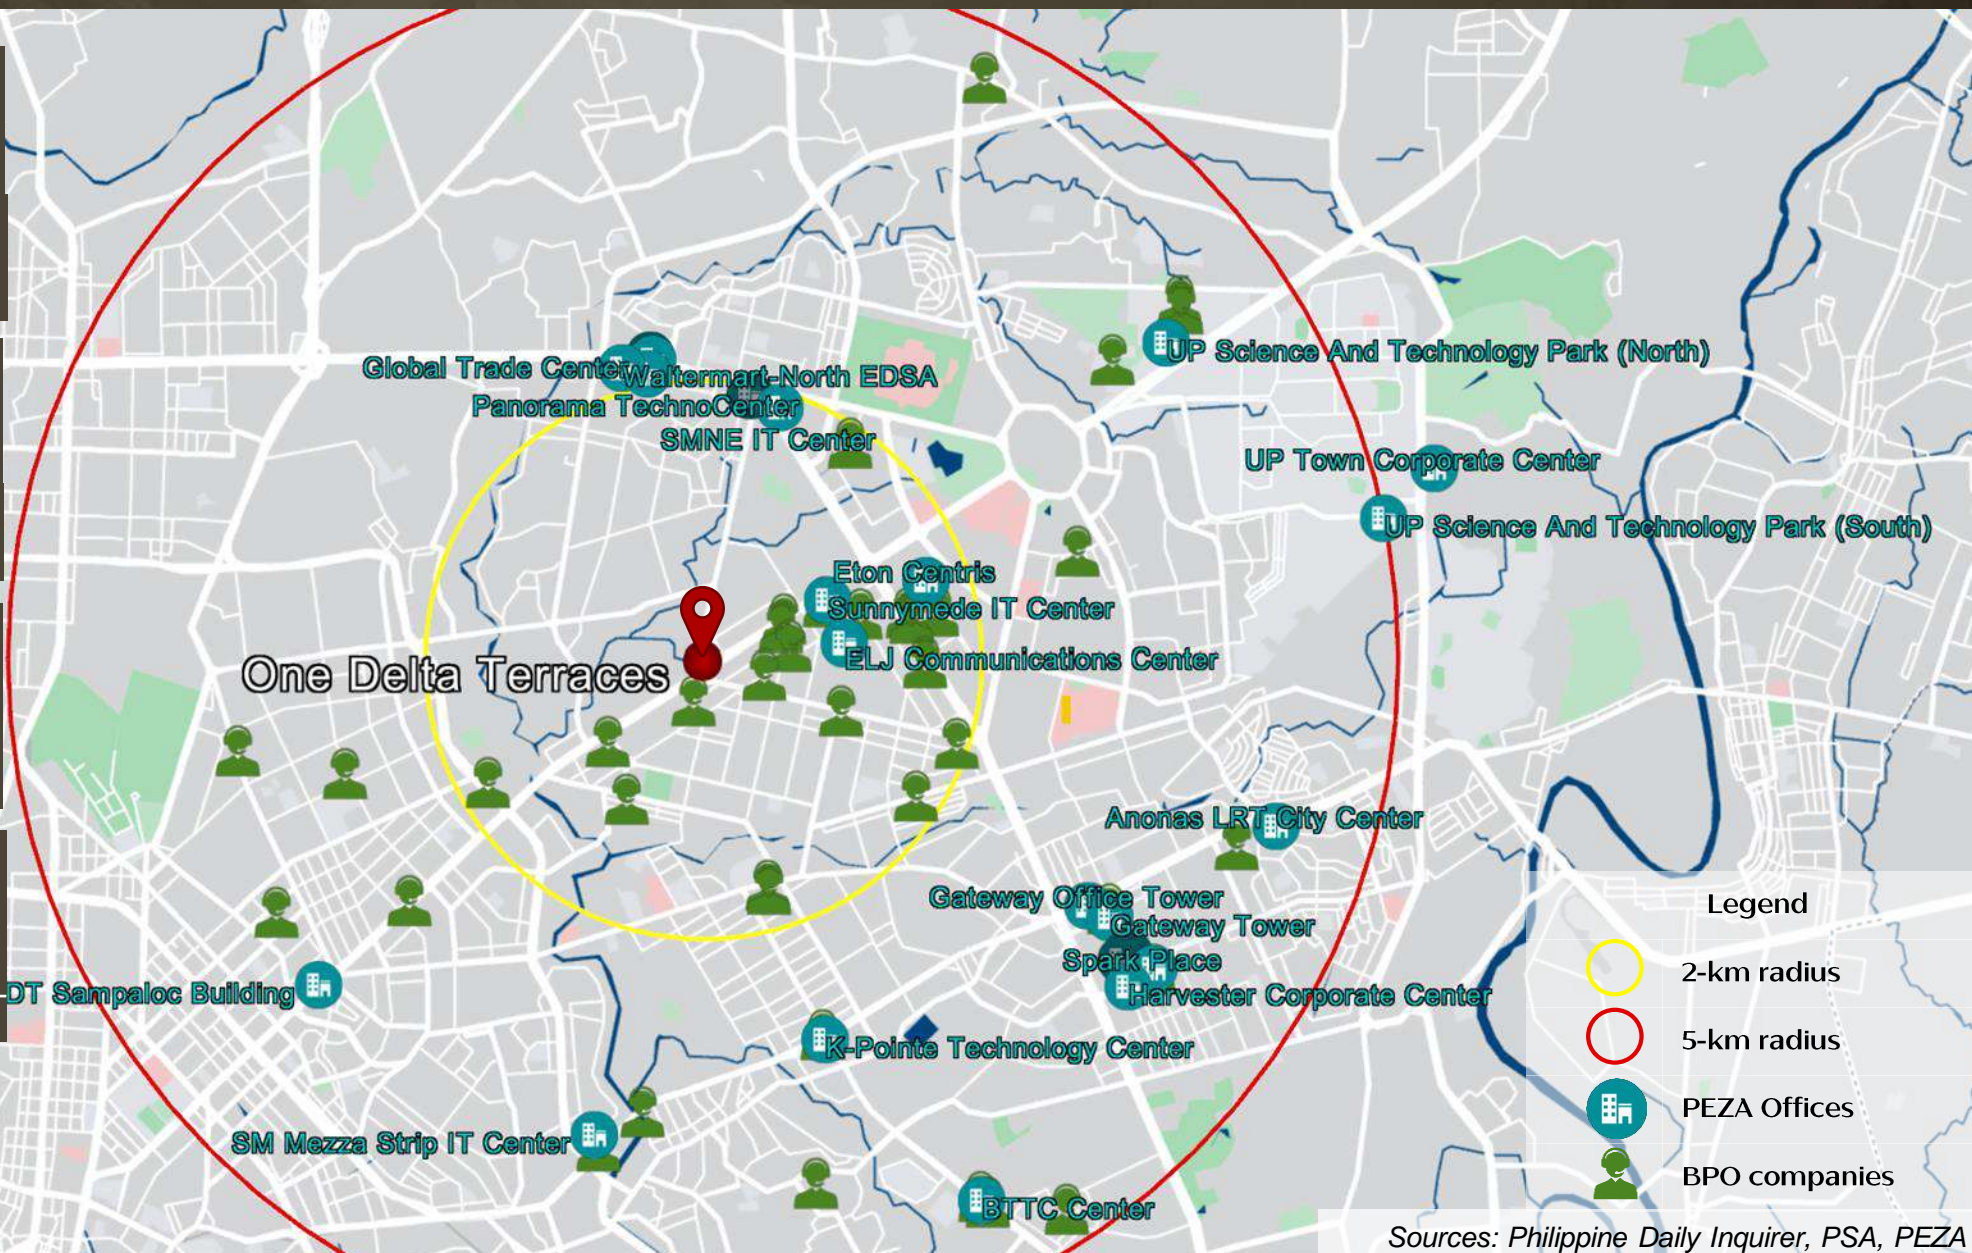 UP Science And Technology Park (North)
Global Trade Center
Waltermart-North EDSA
Panorama TechnoCenter
SMNE IT Center
UP Town Corporate Center
UP Science And Technology Park (South)
Eton Centris
Sunnymede IT Center
ELJ Communications Center
One Delta Terraces
Anonas LRT City Center
Gateway Office Tower
Gateway Tower
Spark Place
Harvester Corporate Center
DT Sampaloc Building
K-Pointe Technology Center
SM Mezza Strip IT Center
BTTC Center
Legend
2-km radius
5-km radius
PEZA Offices
BPO companies
Sources: Philippine Daily Inquirer, PSA, PEZA